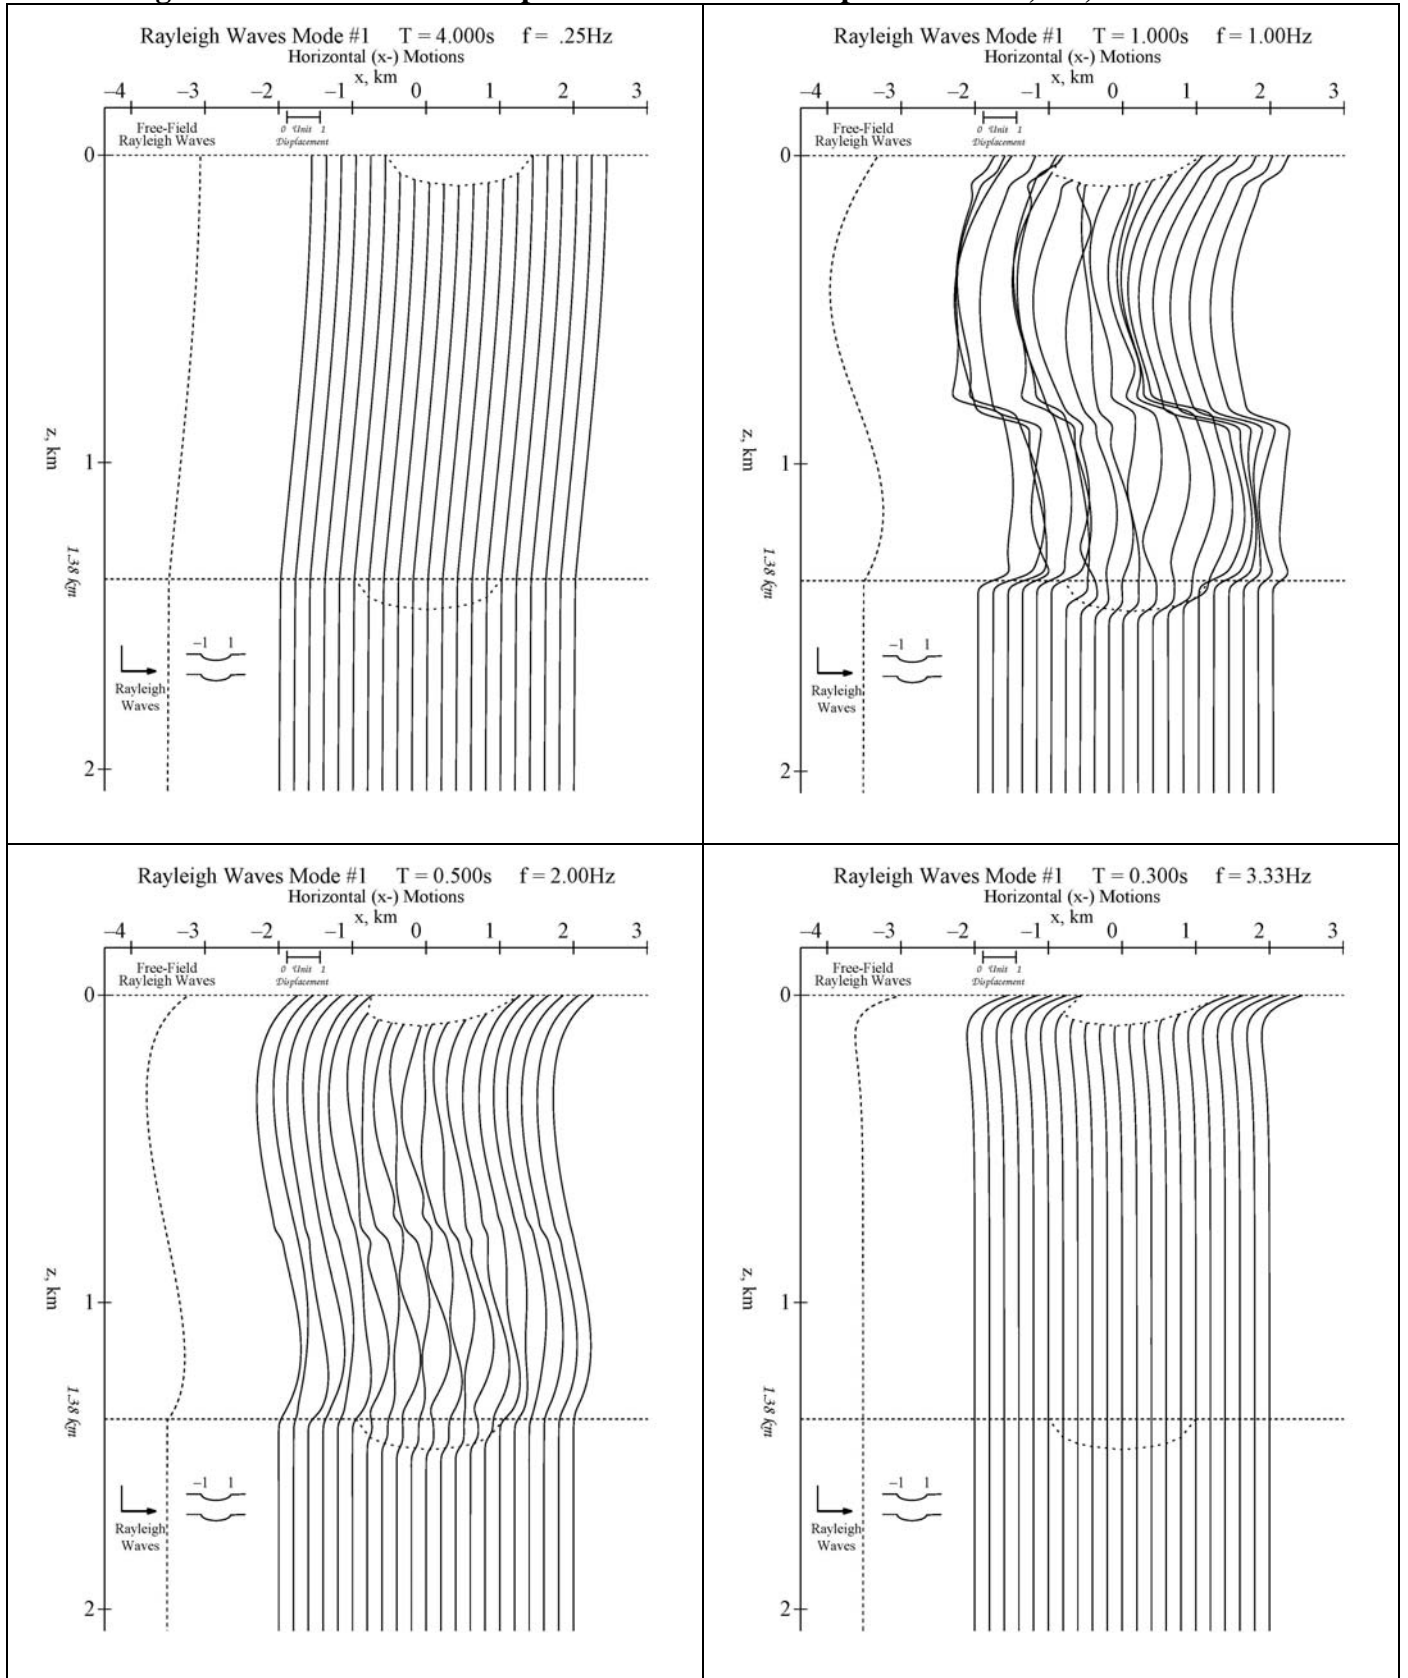 Rayleigh Waves Mode #1 T = 4.000s f = .25Hz
Horizontal (x-) Motions
x, km
−4 −3 −2 −1 0 1 2 3
Free-Field
Rayleigh Waves
0 Unit 1
Displacement
0
z, km
1
1.38 km
−1 1
Rayleigh
Waves
2
Rayleigh Waves Mode #1 T = 1.000s f = 1.00Hz
Horizontal (x-) Motions
x, km
−4 −3 −2 −1 0 1 2 3
Free-Field
Rayleigh Waves
0 Unit 1
Displacement
0
z, km
1
1.38 km
−1 1
Rayleigh
Waves
2
Rayleigh Waves Mode #1 T = 0.500s f = 2.00Hz
Horizontal (x-) Motions
x, km
−4 −3 −2 −1 0 1 2 3
Free-Field
Rayleigh Waves
0 Unit 1
Displacement
0
z, km
1
1.38 km
−1 1
Rayleigh
Waves
2
Rayleigh Waves Mode #1 T = 0.300s f = 3.33Hz
Horizontal (x-) Motions
x, km
−4 −3 −2 −1 0 1 2 3
Free-Field
Rayleigh Waves
0 Unit 1
Displacement
0
z, km
1
1.38 km
−1 1
Rayleigh
Waves
2